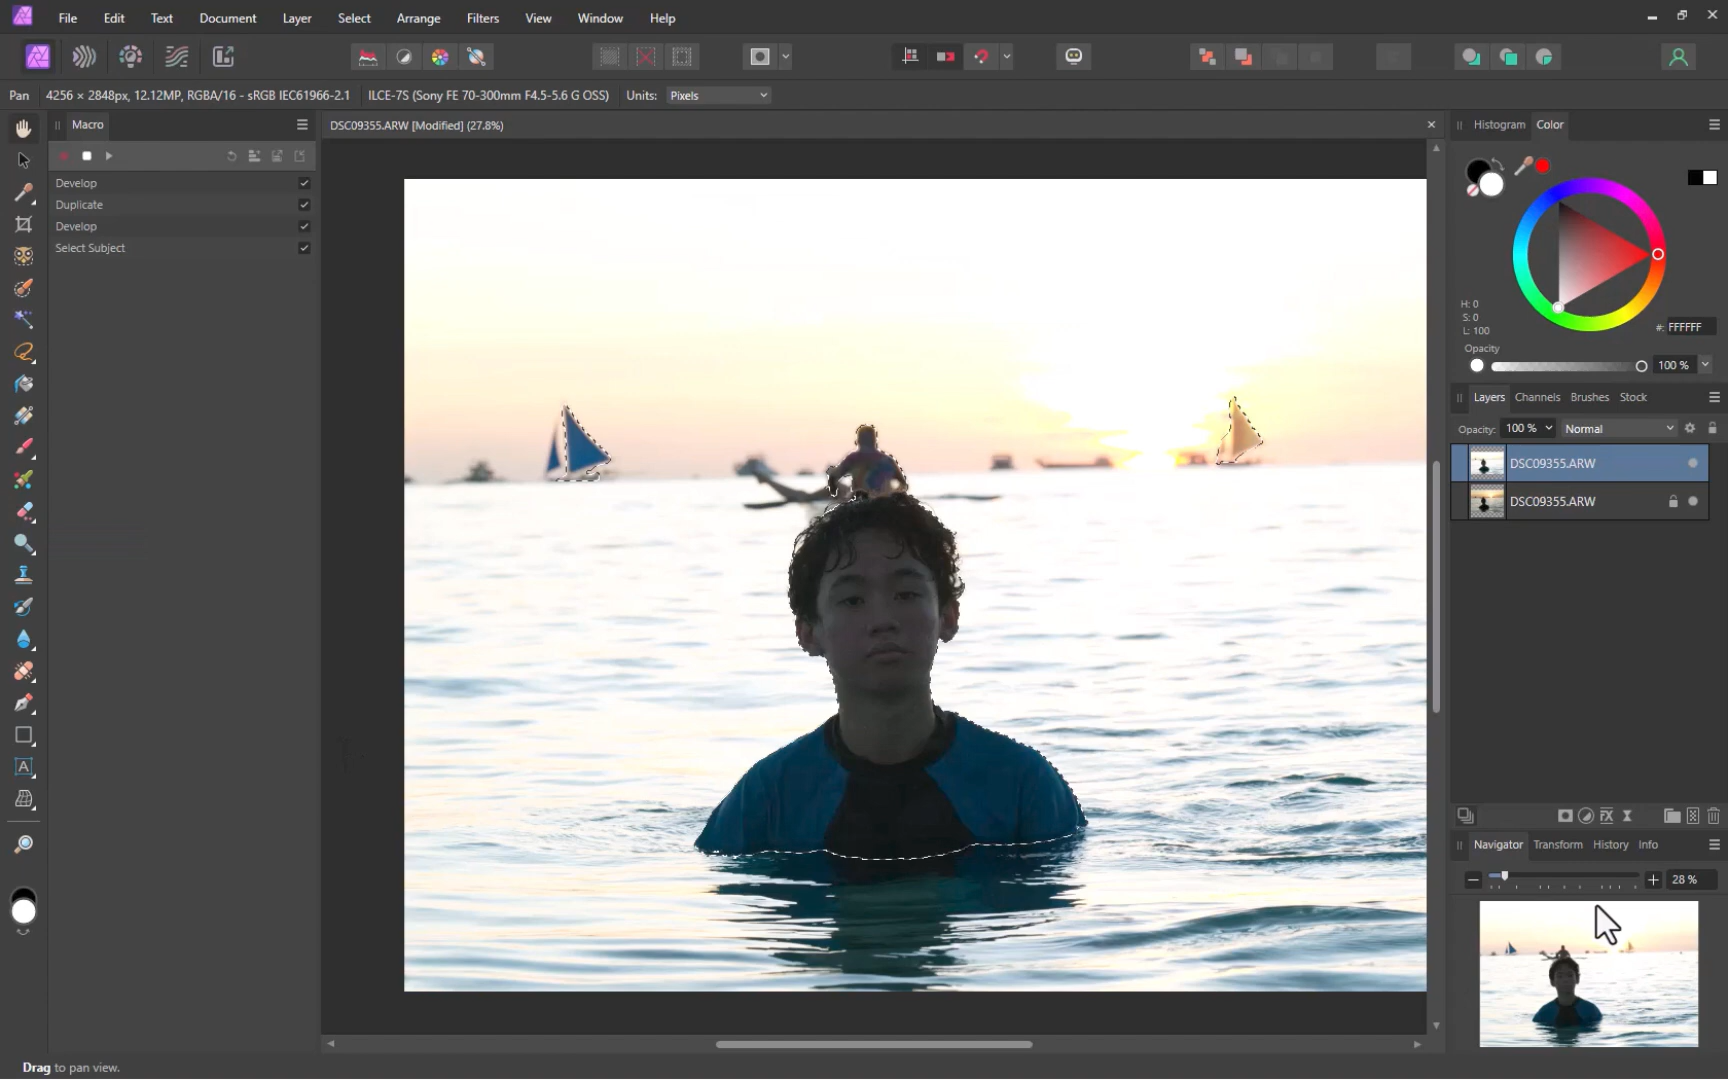 File Edit Text Document Layer Select Arrange Filters View Window Help
Pan 4256 × 2848px, 12.12MP, RGBA/16 - sRGB IEC61966-2.1 ILCE-7S (Sony FE 70-300mm F4.5-5.6 G OSS) Units: Pixels
Macro
DSC09355.ARW [Modified] (27.8%)
Histogram Color
Develop
Duplicate
Develop
Select Subject
H: 0
S: 0
L: 100
#: FFFFFF
Opacity
100 %
Layers Channels Brushes Stock
Opacity: 100 % Normal
DSC09355.ARW
DSC09355.ARW
A
FX
Navigator Transform History Info
28 %
Drag to pan view.